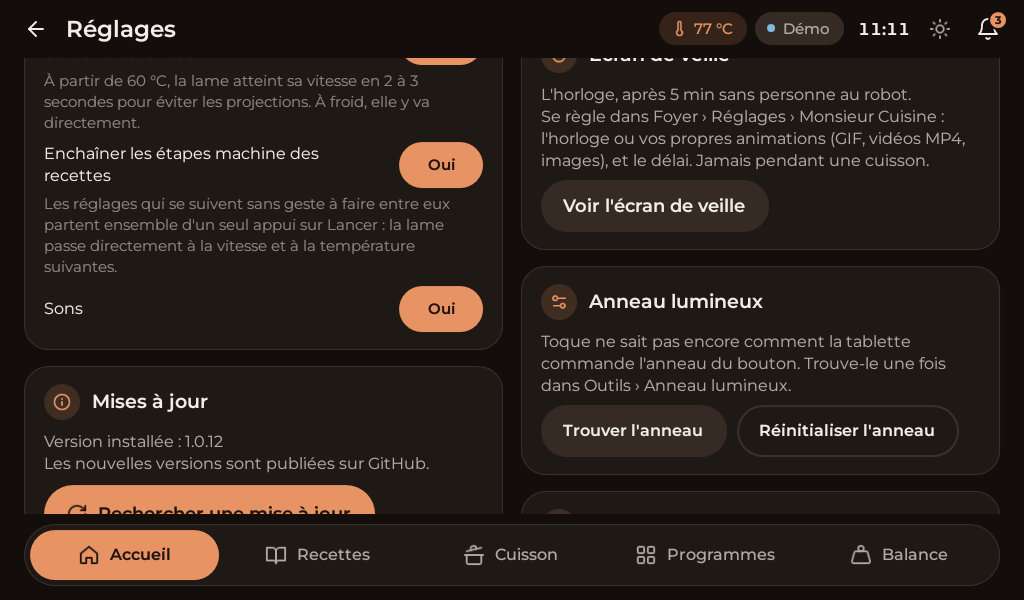 Réglages
77 °C
Démo
11:11
3
À partir de 60 °C, la lame atteint sa vitesse en 2 à 3
secondes pour éviter les projections. À froid, elle y va
directement.
Enchaîner les étapes machine des
recettes
Oui
Les réglages qui se suivent sans geste à faire entre eux
partent ensemble d'un seul appui sur Lancer : la lame
passe directement à la vitesse et à la température
suivantes.
Sons
Oui
Mises à jour
Version installée : 1.0.12
Les nouvelles versions sont publiées sur GitHub.
Rechercher une mise à jour
Écran de veille
L'horloge, après 5 min sans personne au robot.
Se règle dans Foyer › Réglages › Monsieur Cuisine :
l'horloge ou vos propres animations (GIF, vidéos MP4,
images), et le délai. Jamais pendant une cuisson.
Voir l'écran de veille
Anneau lumineux
Toque ne sait pas encore comment la tablette
commande l'anneau du bouton. Trouve-le une fois
dans Outils › Anneau lumineux.
Trouver l'anneau
Réinitialiser l'anneau
Accueil
Recettes
Cuisson
Programmes
Balance